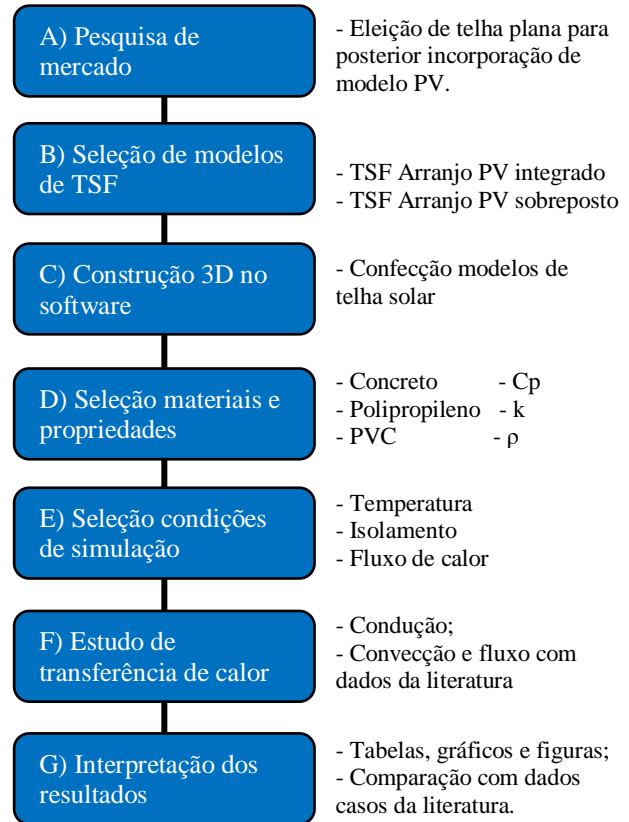 A) Pesquisa de
mercado
- Eleição de telha plana para
posterior incorporação de
modelo PV.
B) Seleção de modelos
de TSF
- TSF Arranjo PV integrado
- TSF Arranjo PV sobreposto
C) Construção 3D no
software
- Confecção modelos de
telha solar
D) Seleção materiais e
propriedades
- Concreto - Cp
- Polipropileno - k
- PVC - ρ
E) Seleção condições
de simulação
- Temperatura
- Isolamento
- Fluxo de calor
F) Estudo de
transferência de calor
- Condução;
- Convecção e fluxo com
dados da literatura
G) Interpretação dos
resultados
- Tabelas, gráficos e figuras;
- Comparação com dados
casos da literatura.